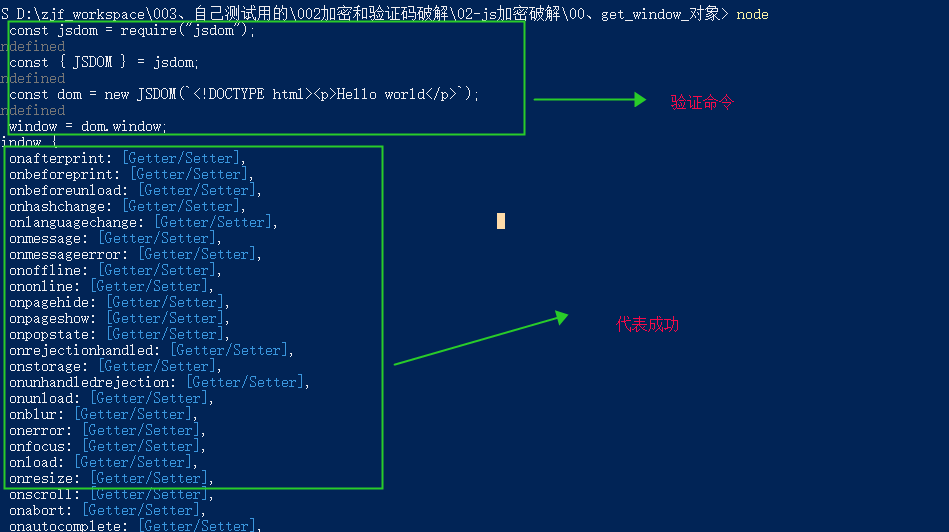 S D:\zjf_workspace\003、自己测试用的\002加密和验证码破解\02-js加密破解\00、get_window_对象> node
const jsdom = require("jsdom");
ndefined
const { JSDOM } = jsdom;
ndefined
const dom = new JSDOM(`<!DOCTYPE html><p>Hello world</p>`);
ndefined
window = dom.window;
验证命令
indow {
onafterprint: [Getter/Setter],
onbeforeprint: [Getter/Setter],
onbeforeunload: [Getter/Setter],
onhashchange: [Getter/Setter],
onlanguagechange: [Getter/Setter],
onmessage: [Getter/Setter],
onmessageerror: [Getter/Setter],
onoffline: [Getter/Setter],
ononline: [Getter/Setter],
onpagehide: [Getter/Setter],
onpageshow: [Getter/Setter],
onpopstate: [Getter/Setter],
onrejectionhandled: [Getter/Setter],
onstorage: [Getter/Setter],
onunhandledrejection: [Getter/Setter],
onunload: [Getter/Setter],
onblur: [Getter/Setter],
onerror: [Getter/Setter],
onfocus: [Getter/Setter],
onload: [Getter/Setter],
onresize: [Getter/Setter],
onscroll: [Getter/Setter],
onabort: [Getter/Setter],
onautocomplete: [Getter/Setter],
代表成功